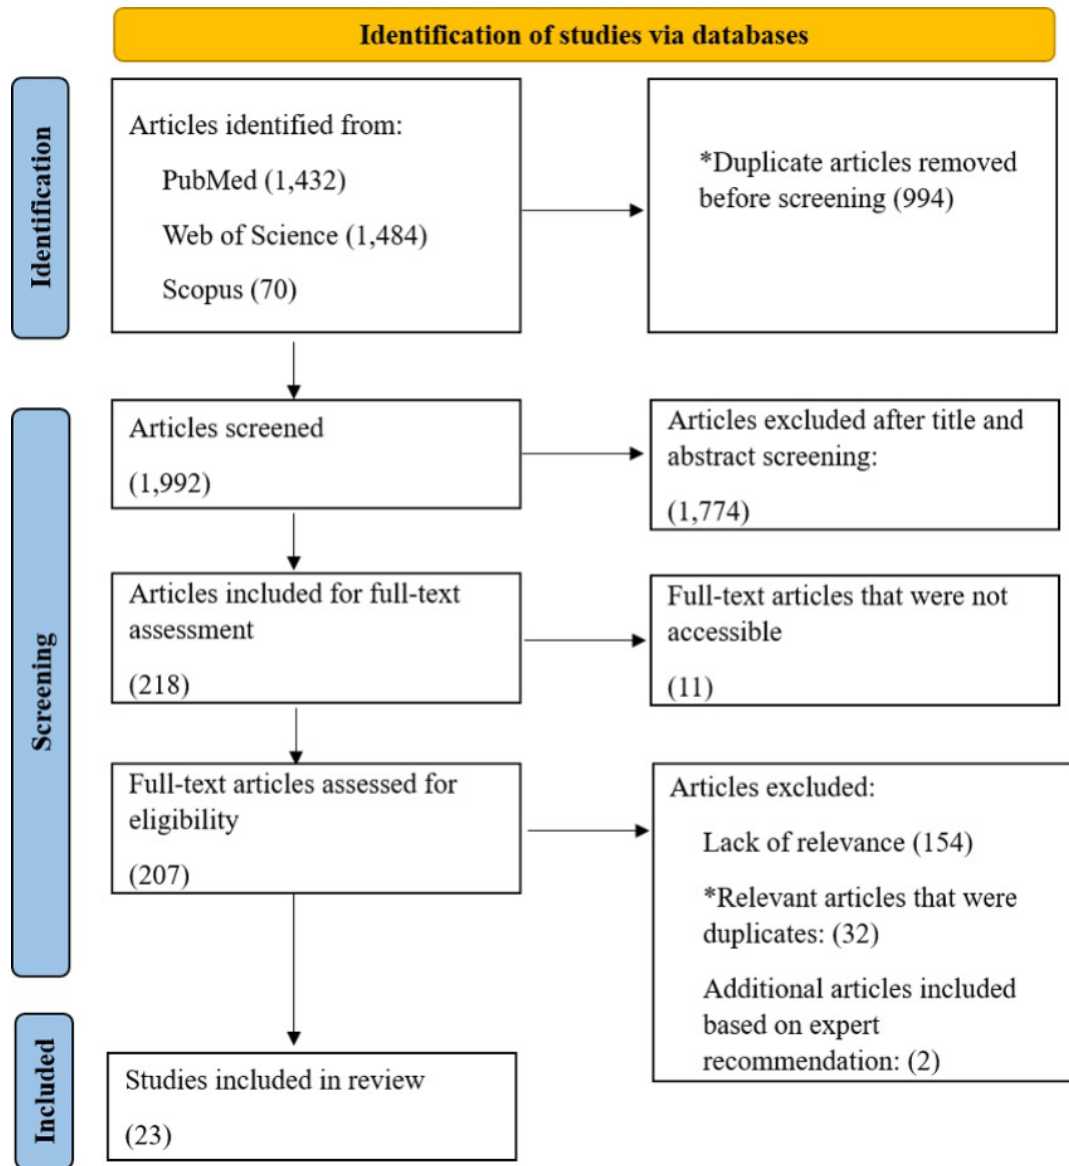 Identification of studies via databases
Identification
Articles identified from:
PubMed (1,432)
Web of Science (1,484)
Scopus (70)
*Duplicate articles removed
before screening (994)
Screening
Articles screened
(1,992)
Articles excluded after title and
abstract screening:
(1,774)
Articles included for full-text
assessment
(218)
Full-text articles that were not
accessible
(11)
Full-text articles assessed for
eligibility
(207)
Articles excluded:
Lack of relevance (154)
*Relevant articles that were
duplicates: (32)
Additional articles included
based on expert
recommendation: (2)
Included
Studies included in review
(23)